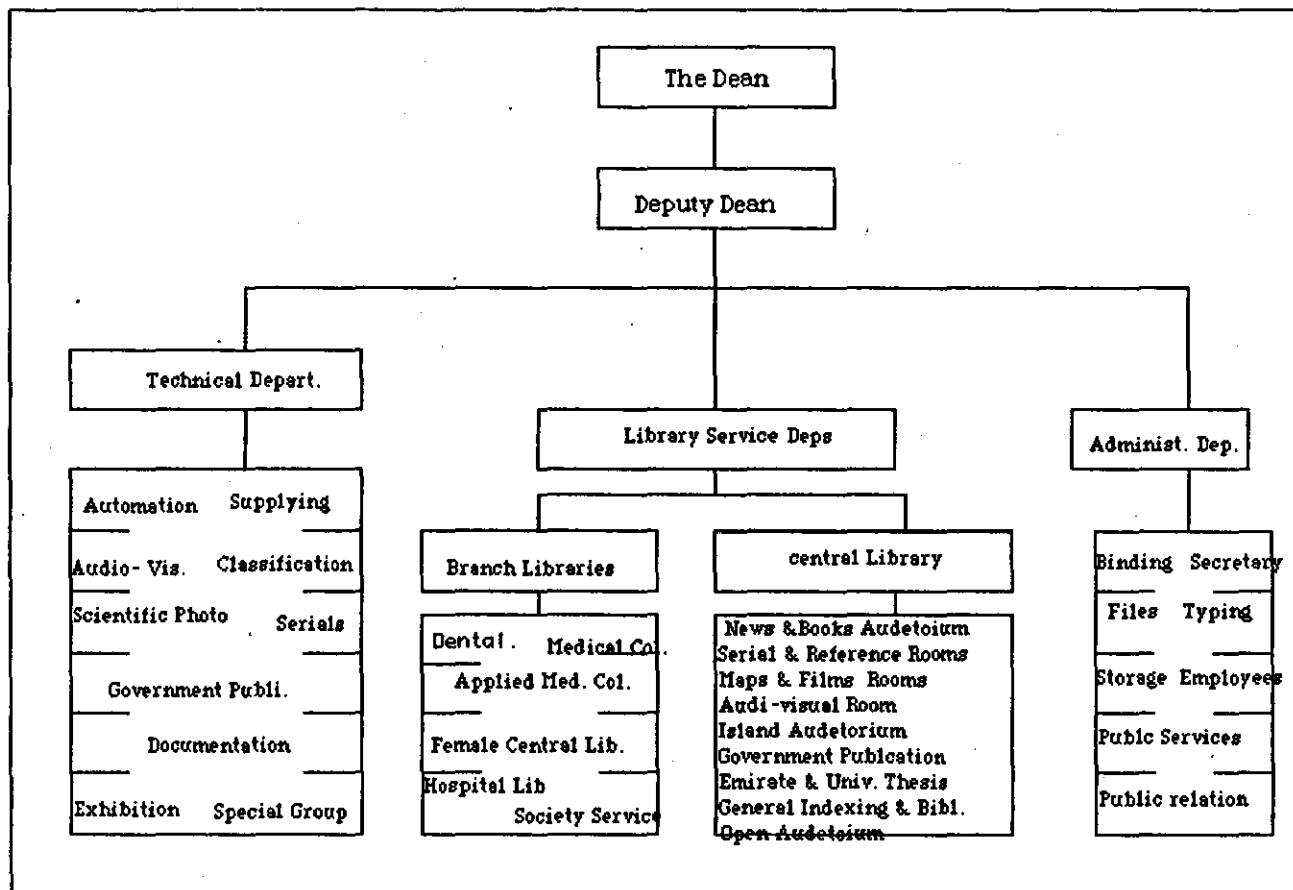 The Dean
Deputy Dean
Technical Depart.
Library Service Deps
Administ. Dep.
Automation Supplying
Audio-Vis. Classification
Scientific Photo Serials
Government Publi.
Documentation
Exhibition Special Group
Branch Libraries
Dental. Medical Col.
Applied Med. Col.
Female Central Lib.
Hospital Lib
Society Service
central Library
News &Books Audetoium
Serial & Reference Rooms
Maps & Films Rooms
Audi-visual Room
Island Audetorium
Government Publcation
Emirate & Univ. Thesis
General Indexing & Bibl.
Open Audetoium
Binding Secretary
Files Typing
Storage Employees
Publc Services
Public relation